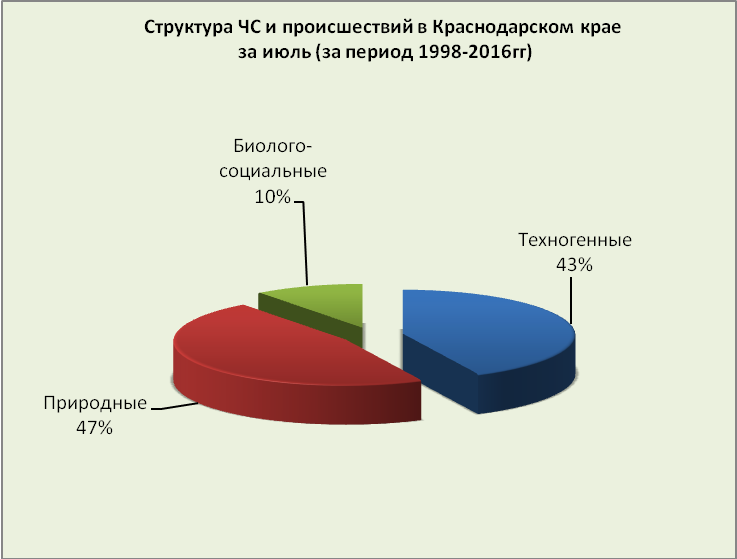 Структура ЧС и происшествий в Краснодарском крае
за июль (за период 1998-2016гг)
Биолого-
социальные
10%
Техногенные
43%
Природные
47%